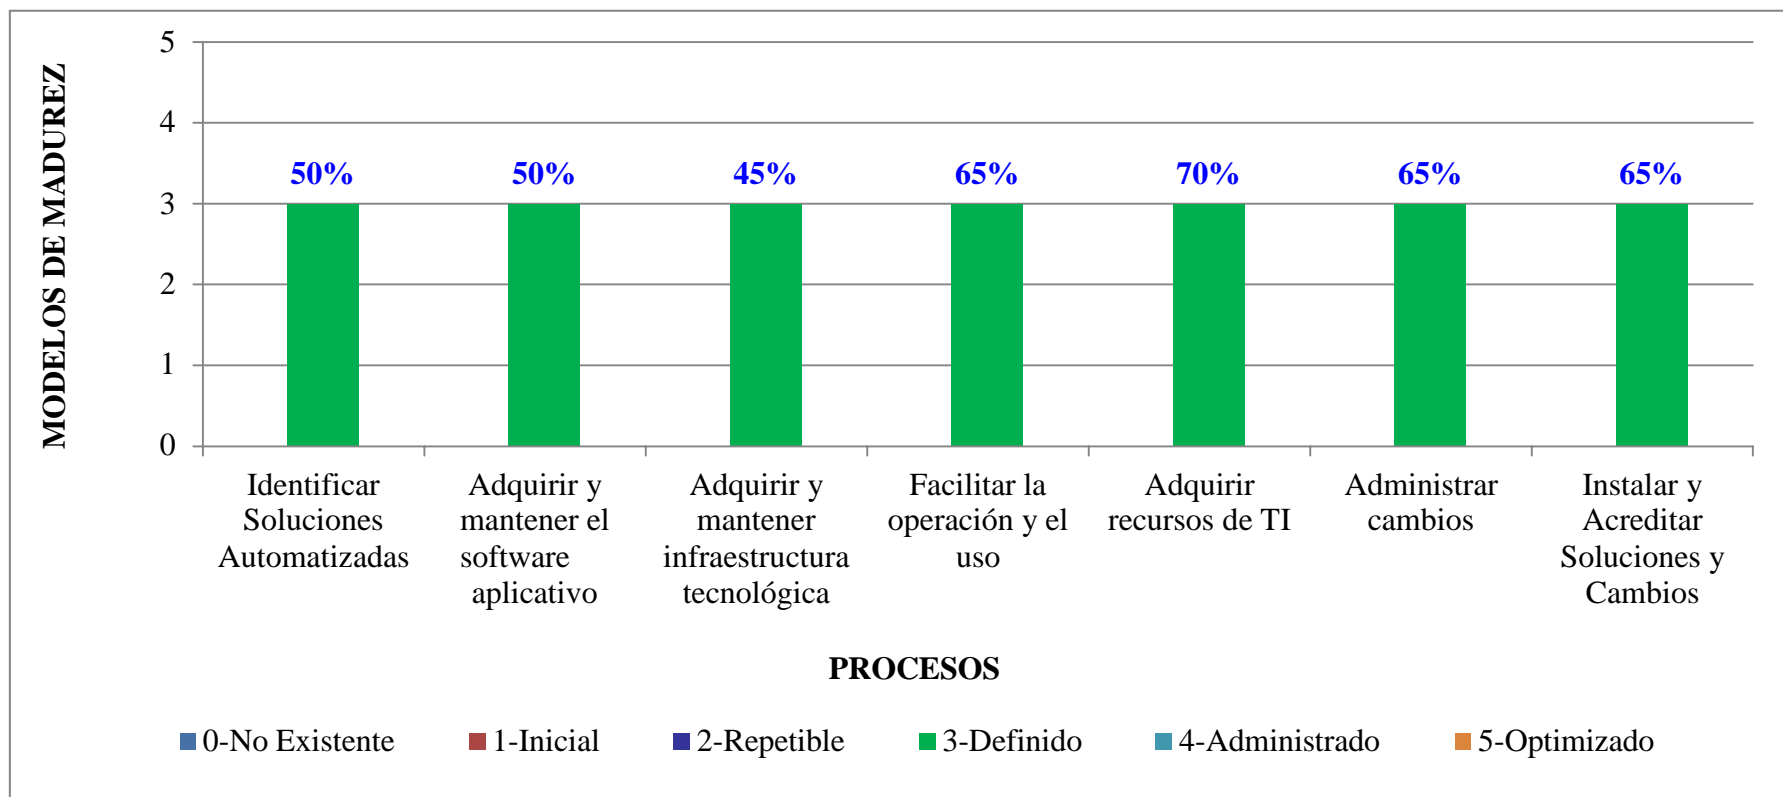 MODELOS DE MADUREZ
5
4
3
2
1
0
50%
50%
45%
65%
70%
65%
65%
Identificar
Soluciones
Automatizadas
Adquirir y
mantener el
software
aplicativo
Adquirir y
mantener
infraestructura
tecnológica
Facilitar la
operación y el
uso
Adquirir
recursos de TI
Administrar
cambios
Instalar y
Acreditar
Soluciones y
Cambios
PROCESOS
0-No Existente
1-Inicial
2-Repetible
3-Definido
4-Administrado
5-Optimizado